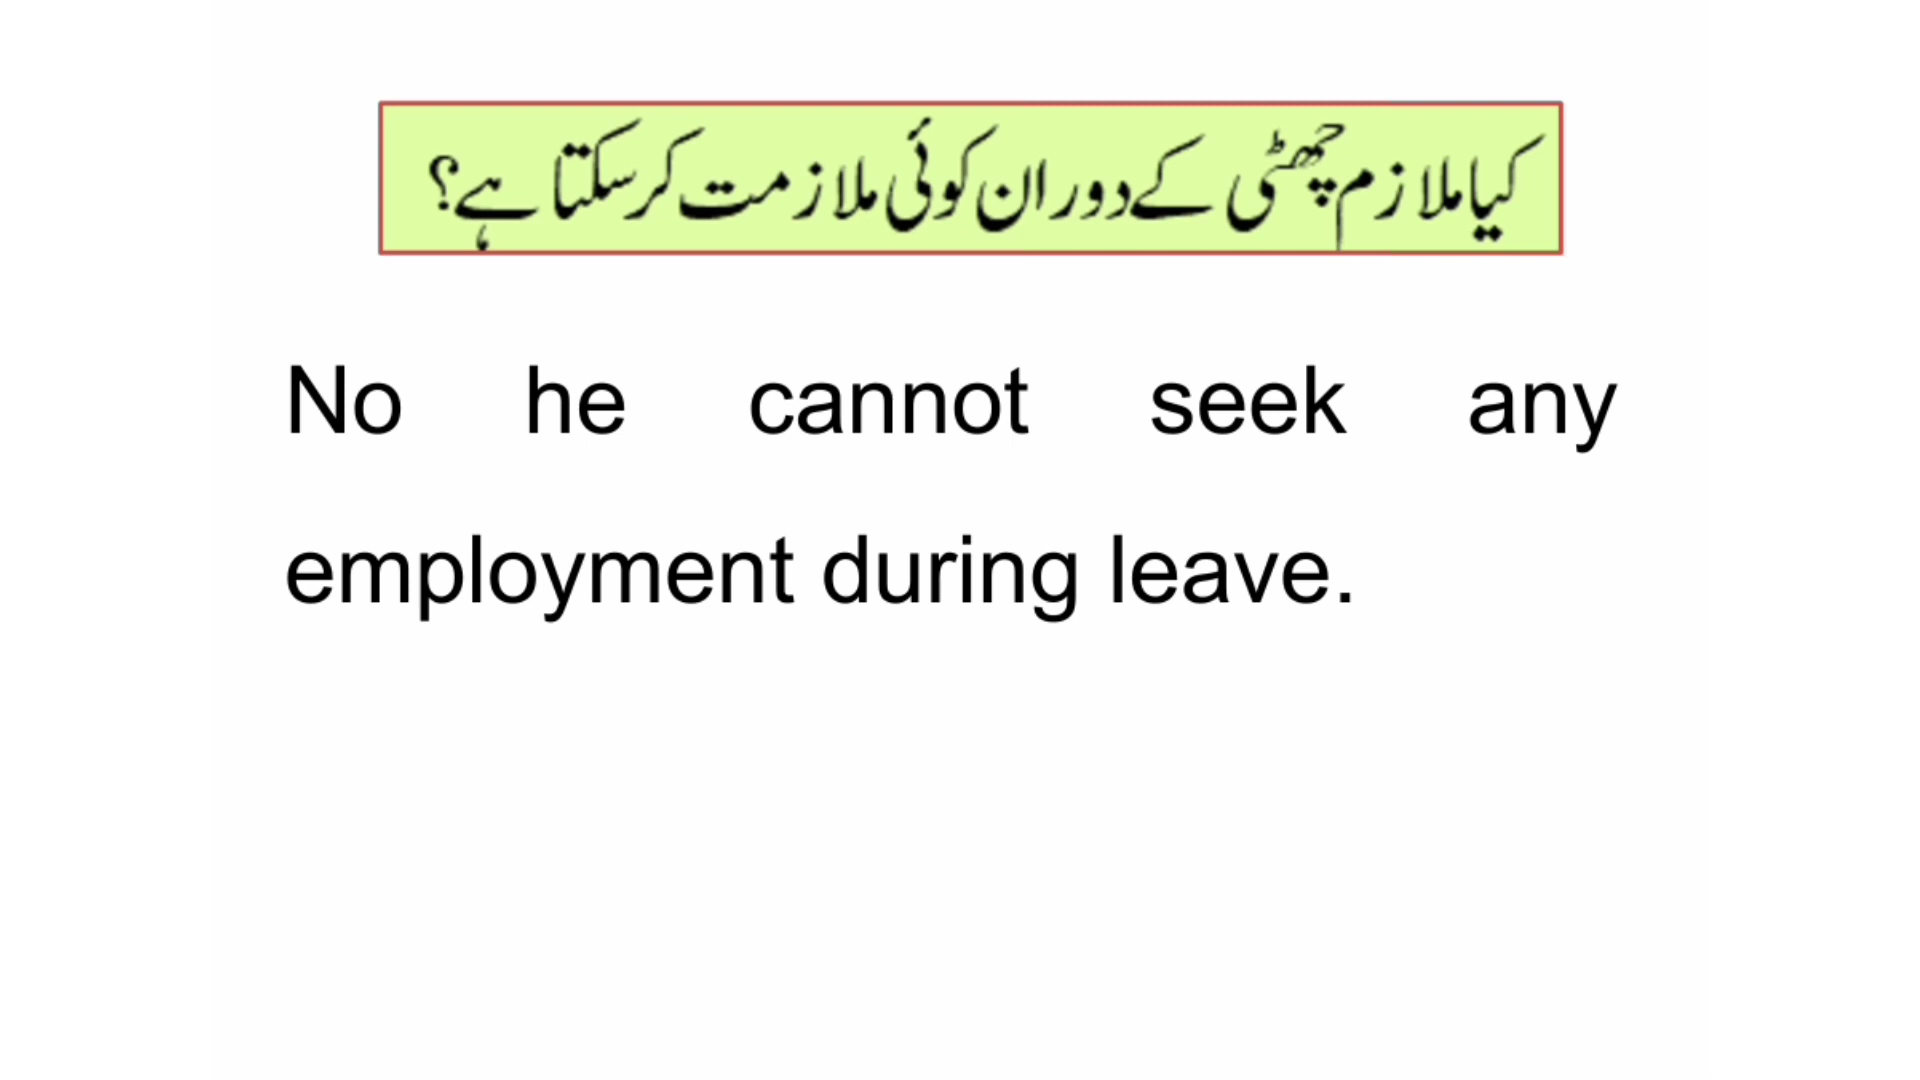 کیا ملازم چھٹی کے دوران کوئی ملازمت کر سکتا ہے؟
No he cannot seek any
employment during leave.